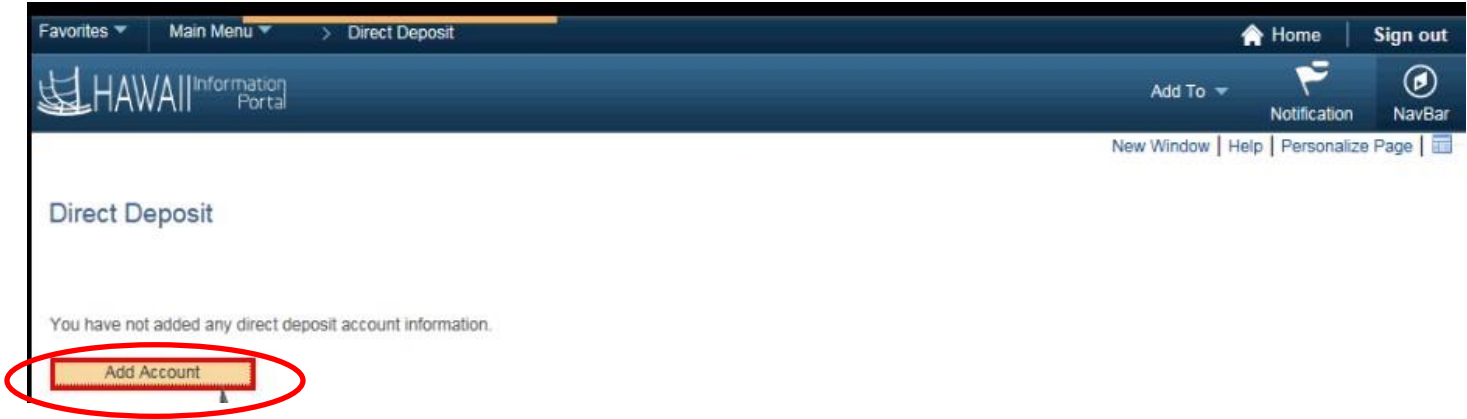 Favorites Main Menu > Direct Deposit Home Sign out
HAWAII Information Portal Add To Notification NavBar
New Window | Help | Personalize Page |
Direct Deposit
You have not added any direct deposit account information.
Add Account